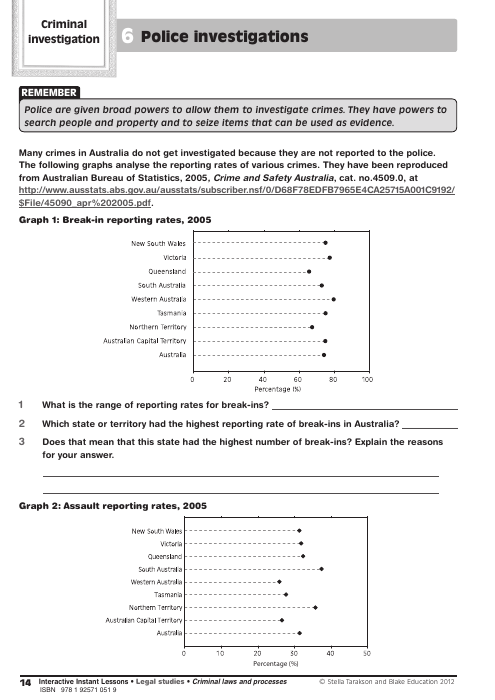 Criminal
investigation
6 Police investigations
REMEMBER
Police are given broad powers to allow them to investigate crimes. They have powers to
search people and property and to seize items that can be used as evidence.
Many crimes in Australia do not get investigated because they are not reported to the police.
The following graphs analyse the reporting rates of various crimes. They have been reproduced
from Australian Bureau of Statistics, 2005, Crime and Safety Australia, cat. no.4509.0, at
http://www.ausstats.abs.gov.au/ausstats/subscriber.nsf/0/D68F78EDFB7965E4CA25715A001C9192/
$File/45090_apr%202005.pdf.
Graph 1: Break-in reporting rates, 2005
New South Wales
Victoria
Queensland
South Australia
Western Australia
Tasmania
Northern Territory
Australian Capital Territory
Australia
0 20 40 60 80 100
Percentage (%)
1 What is the range of reporting rates for break-ins?
2 Which state or territory had the highest reporting rate of break-ins in Australia?
3 Does that mean that this state had the highest number of break-ins? Explain the reasons
for your answer.
Graph 2: Assault reporting rates, 2005
New South Wales
Victoria
Queensland
South Australia
Western Australia
Tasmania
Northern Territory
Australian Capital Territory
Australia
0 10 20 30 40 50
Percentage (%)
14 Interactive Instant Lessons • Legal studies • Criminal laws and processes © Stella Tarakson and Blake Education 2012
ISBN 978 1 92571 051 9